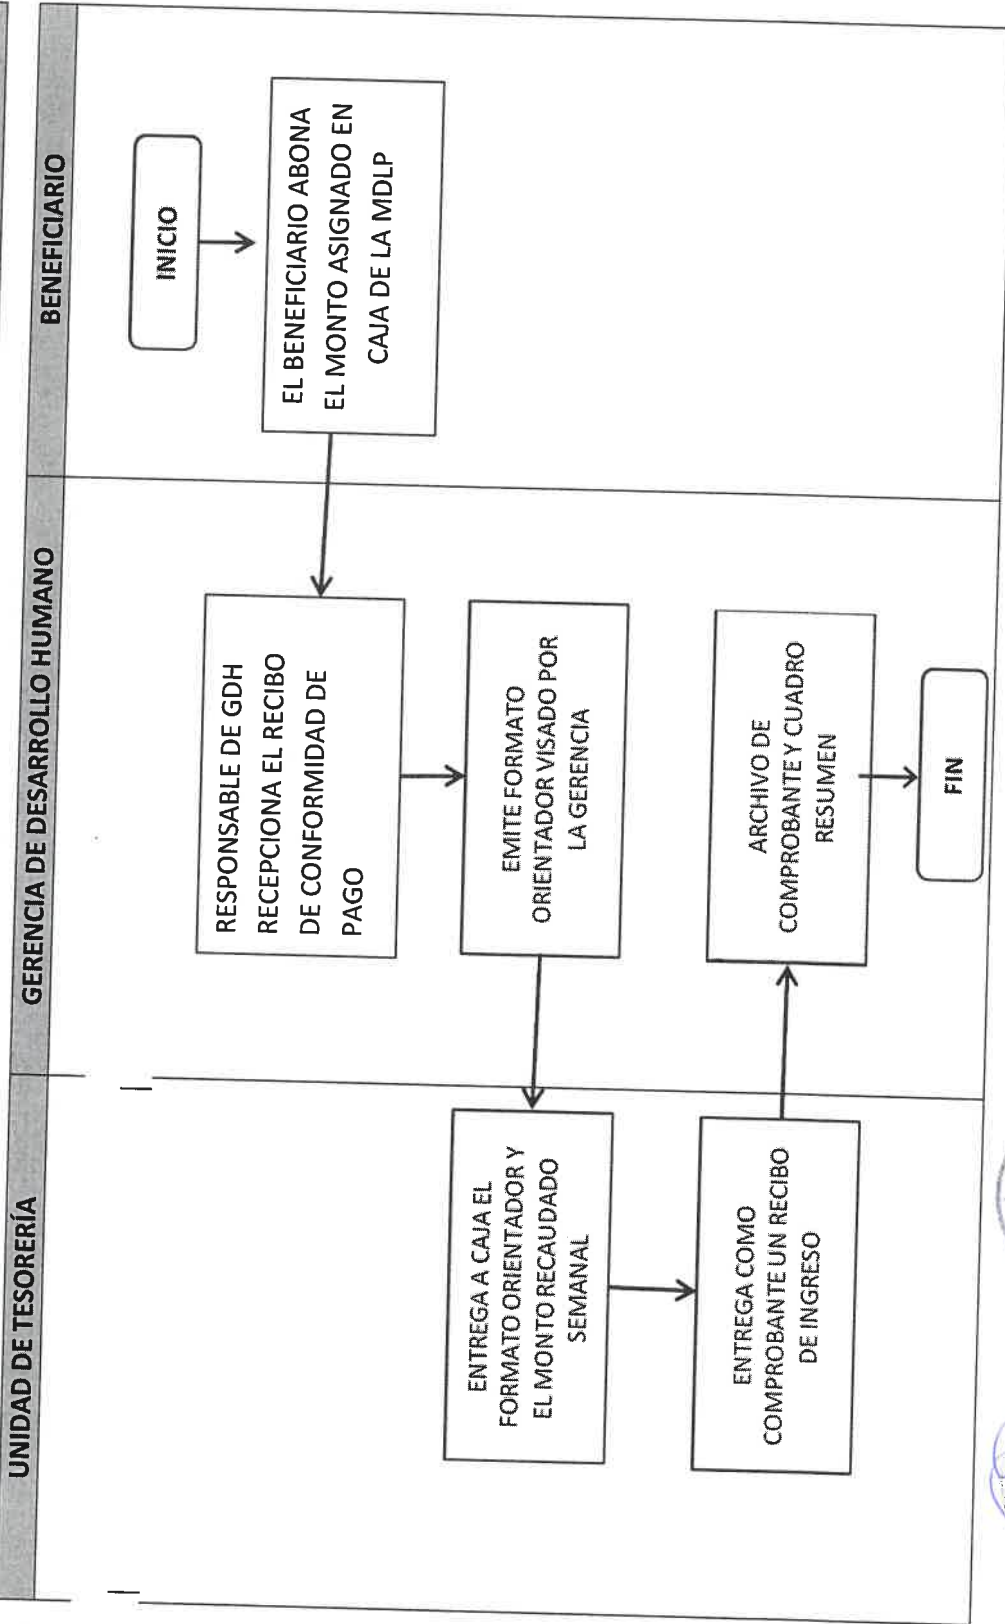 UNIDAD DE TESORERÍA
GERENCIA DE DESARROLLO HUMANO
BENEFICIARIO
INICIO
EL BENEFICIARIO ABONA
EL MONTO ASIGNADO EN
CAJA DE LA MDLP
RESPONSABLE DE GDH
RECEPCIONA EL RECIBO
DE CONFORMIDAD DE
PAGO
EMITE FORMATO
ORIENTADOR VISADO POR
LA GERENCIA
ENTREGA A CAJA EL
FORMATO ORIENTADOR Y
EL MONTO RECAUDADO
SEMANAL
ENTREGA COMO
COMPROBANTE UN RECIBO
DE INGRESO
ARCHIVO DE
COMPROBANTE Y CUADRO
RESUMEN
FIN